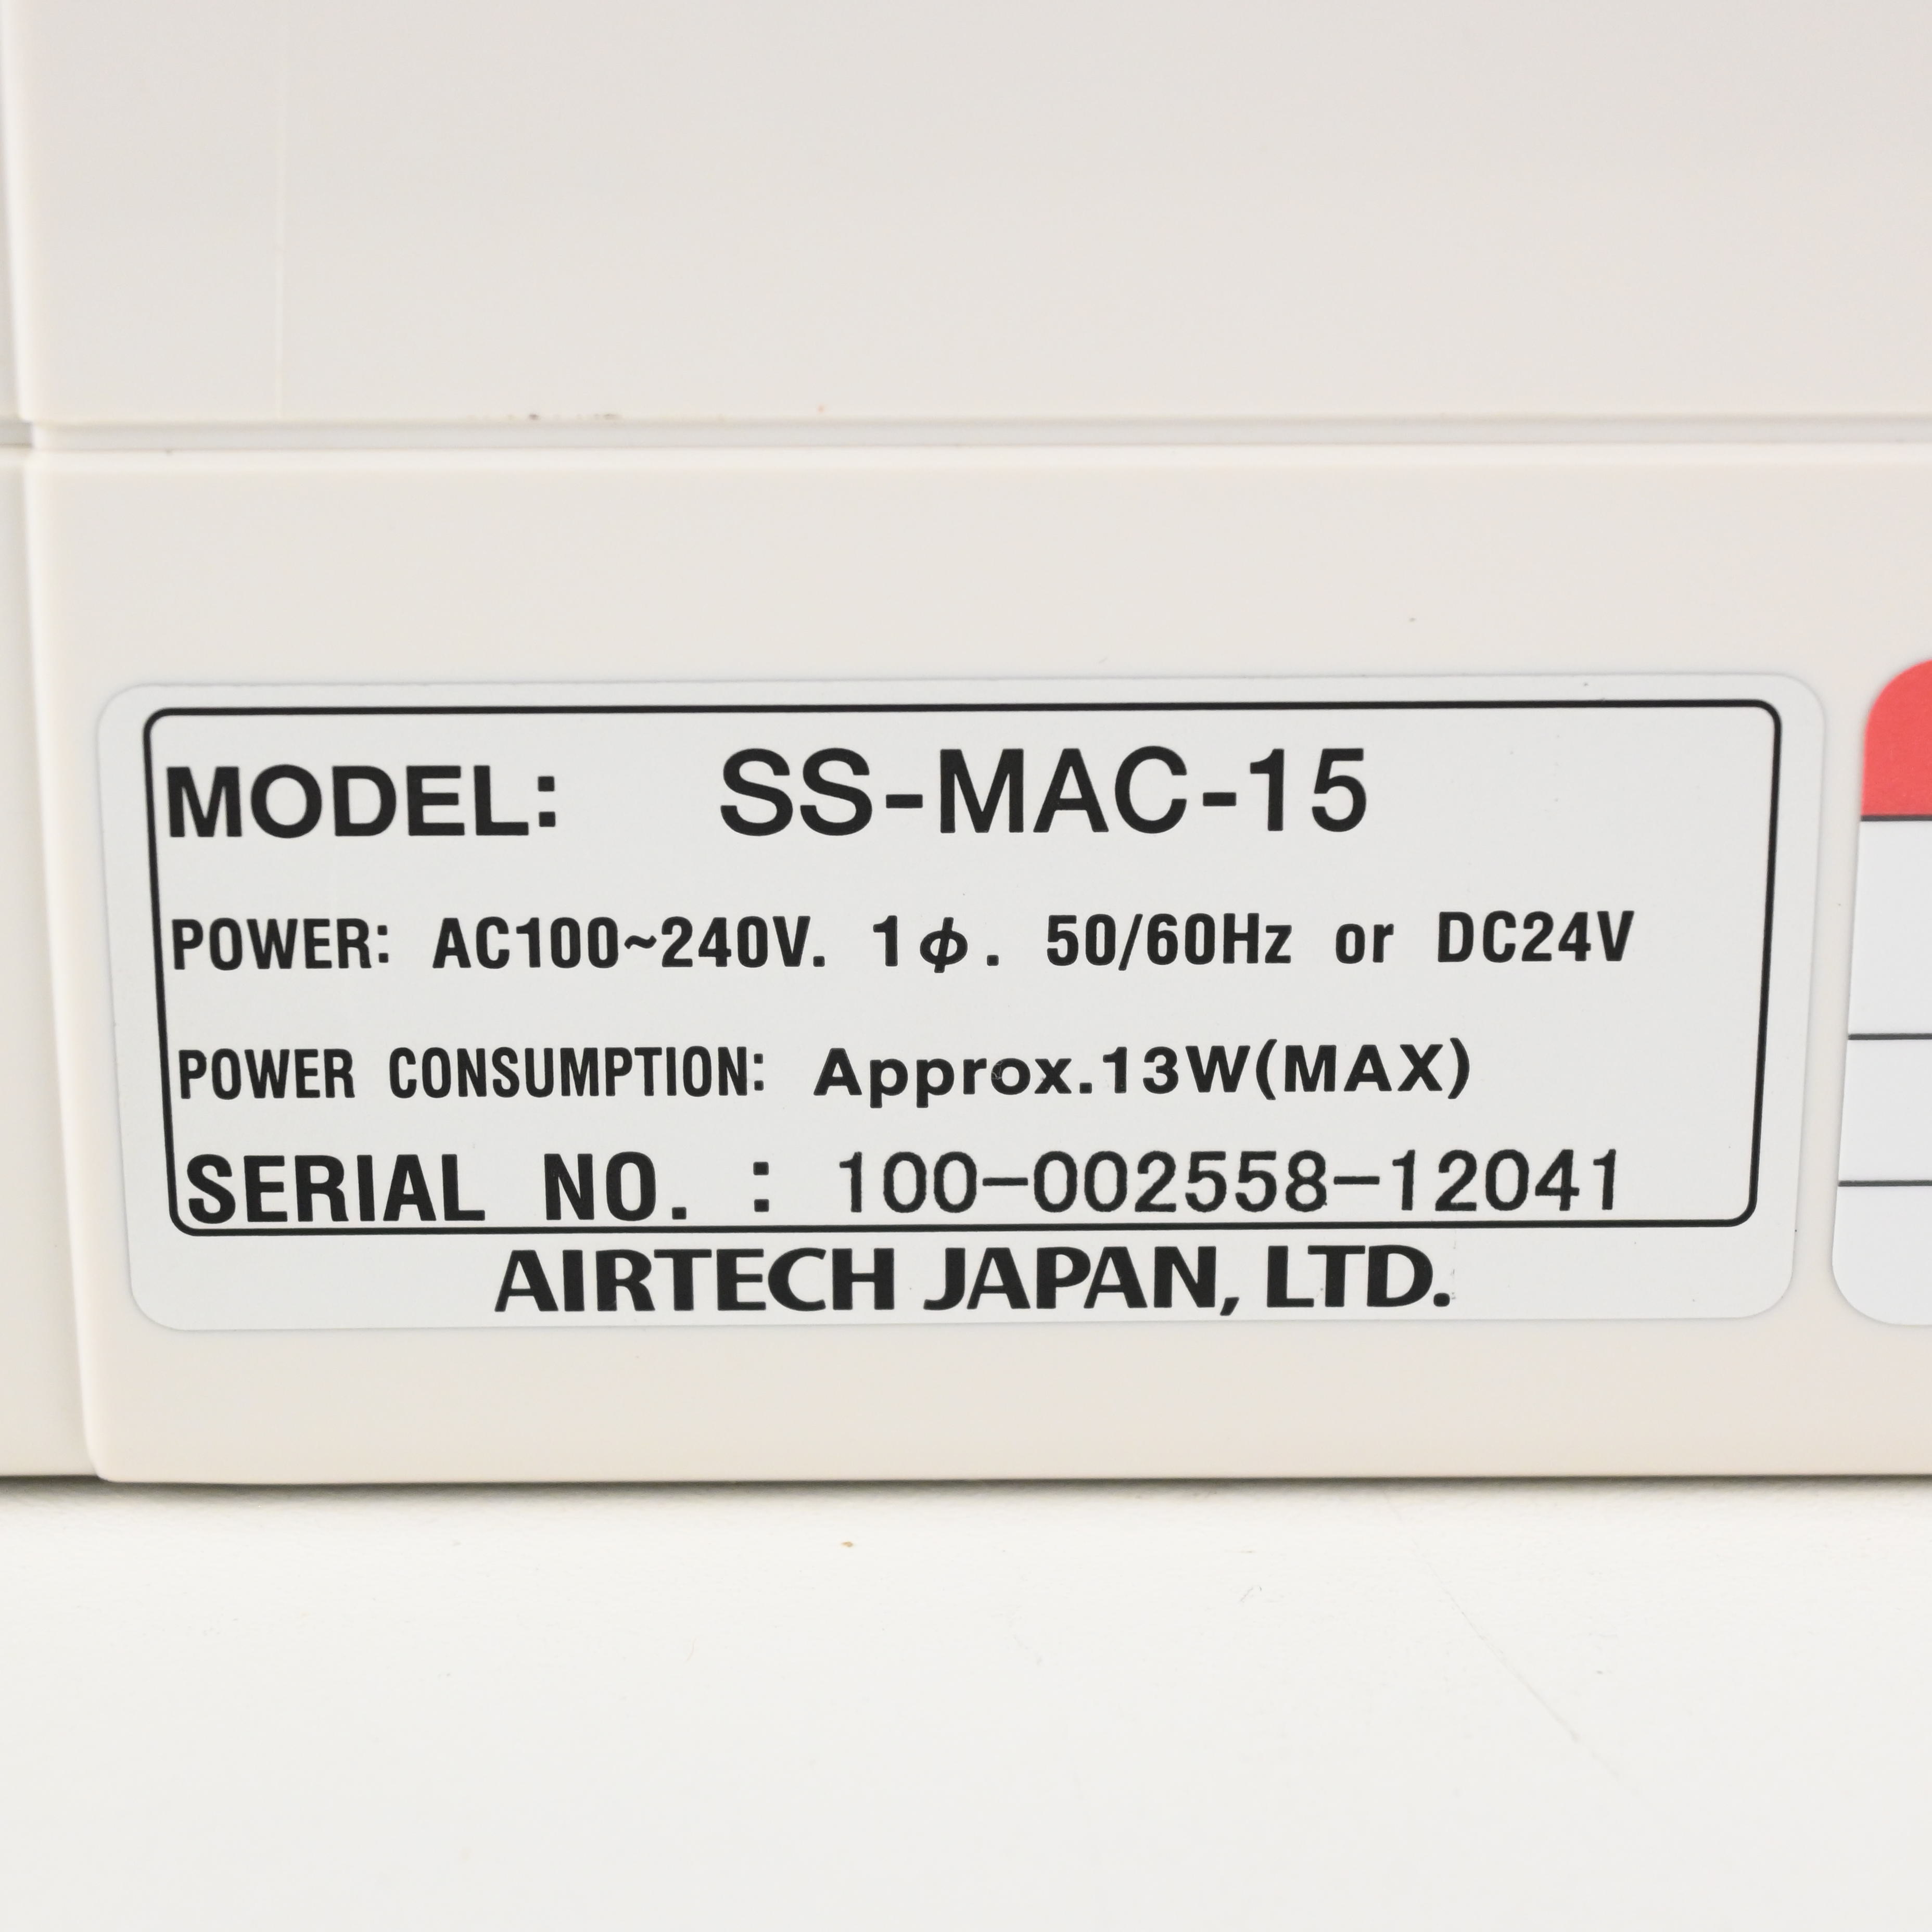 MODEL: SS-MAC-15
POWER: AC100~240V. 1φ. 50/60Hz or DC24V
POWER CONSUMPTION: Approx.13W(MAX)
SERIAL NO. : 100-002558-12041
AIRTECH JAPAN, LTD.